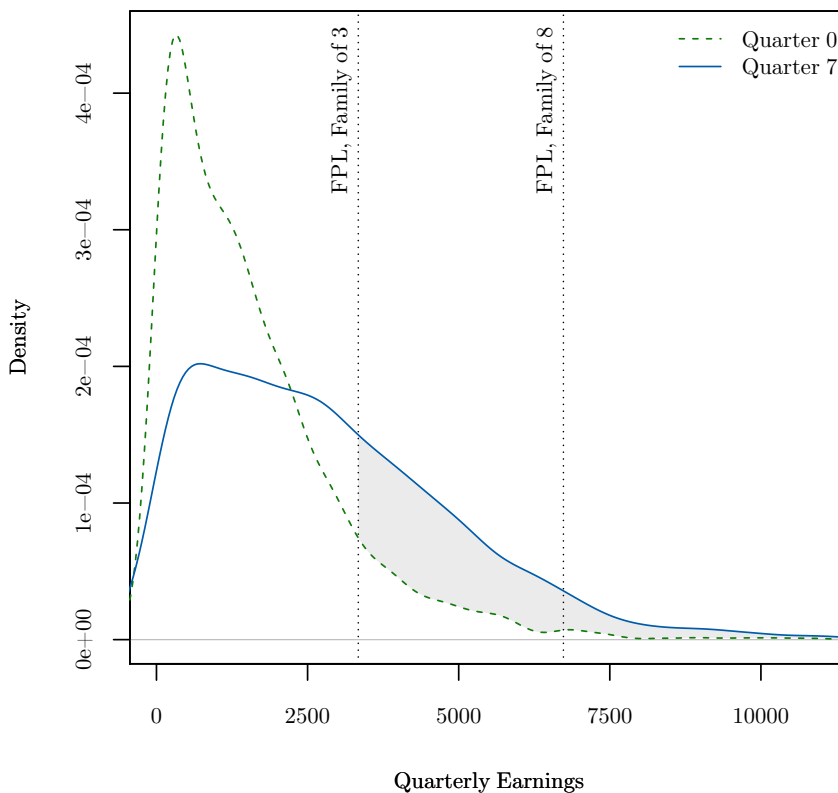 Quarter 0
Quarter 7
FPL, Family of 3
FPL, Family of 8
Density
4e−04
3e−04
2e−04
1e−04
0e+00
0 2500 5000 7500 10000
Quarterly Earnings